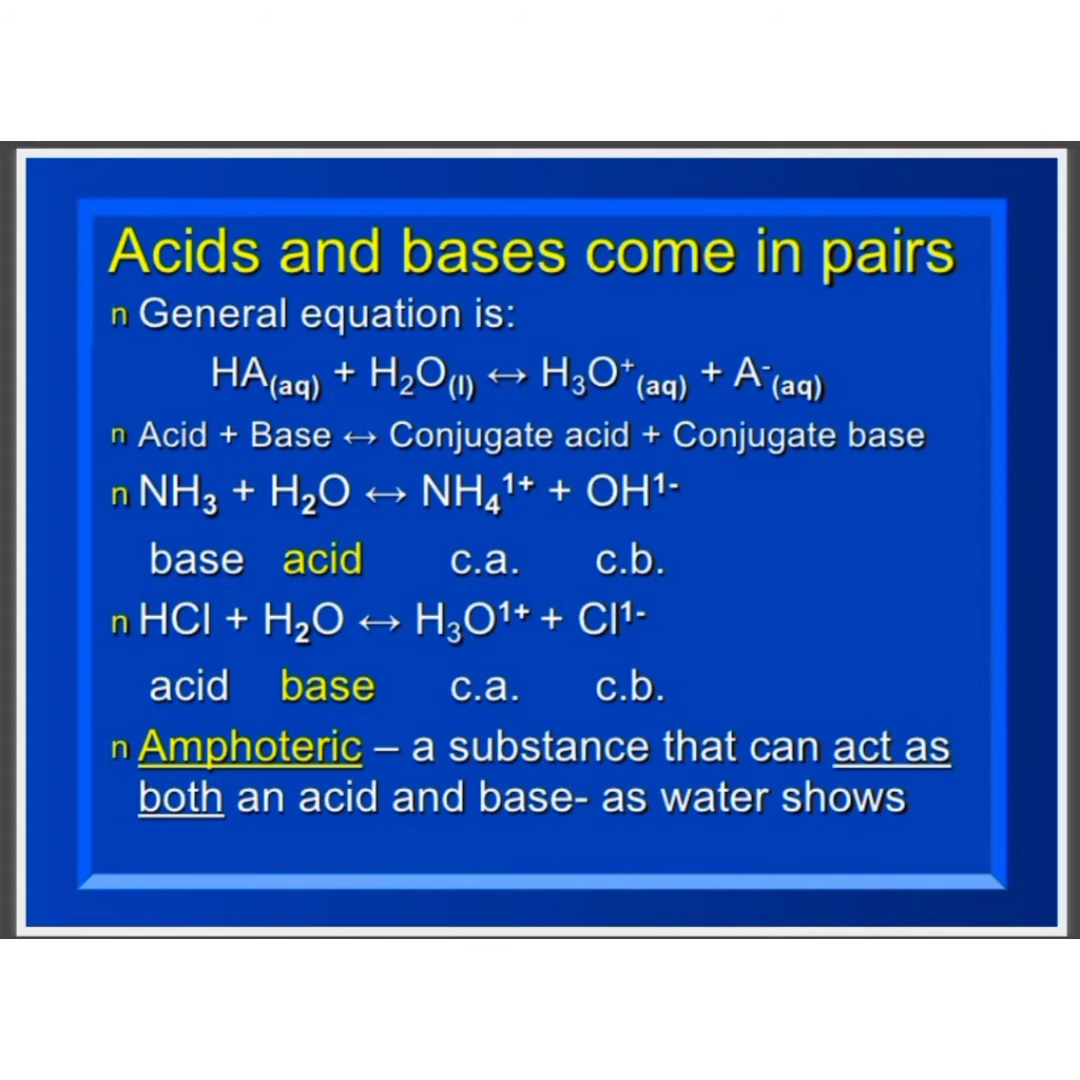 Acids and bases come in pairs
n General equation is:
HA(aq) + H₂O(l) ↔ H₃O⁺(aq) + A⁻(aq)
n Acid + Base ↔ Conjugate acid + Conjugate base
n NH₃ + H₂O ↔ NH₄¹⁺ + OH¹⁻
base acid c.a. c.b.
n HCl + H₂O ↔ H₃O¹⁺ + Cl¹⁻
acid base c.a. c.b.
n Amphoteric – a substance that can act as
both an acid and base- as water shows